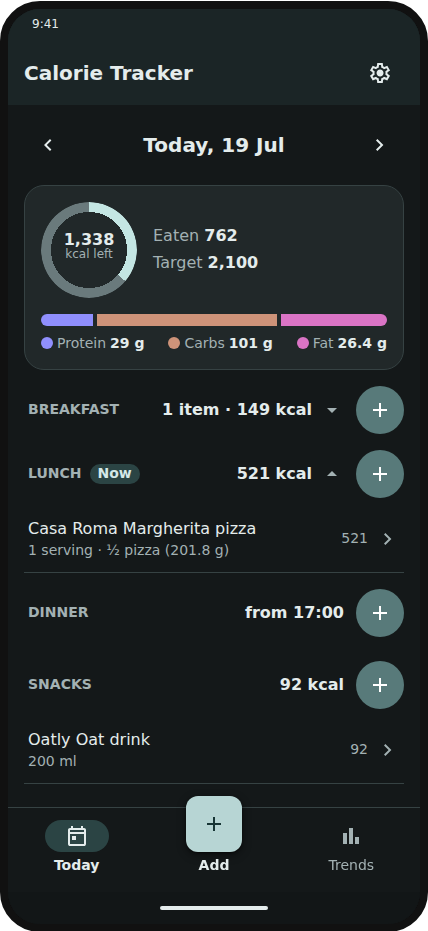 9:41
Calorie Tracker
Today, 19 Jul
1,338
kcal left
Eaten 762
Target 2,100
Protein 29 g Carbs 101 g Fat 26.4 g
BREAKFAST 1 item · 149 kcal
LUNCH Now 521 kcal
Casa Roma Margherita pizza
1 serving · ½ pizza (201.8 g)
521
DINNER from 17:00
SNACKS 92 kcal
Oatly Oat drink
200 ml
92
Today Add Trends